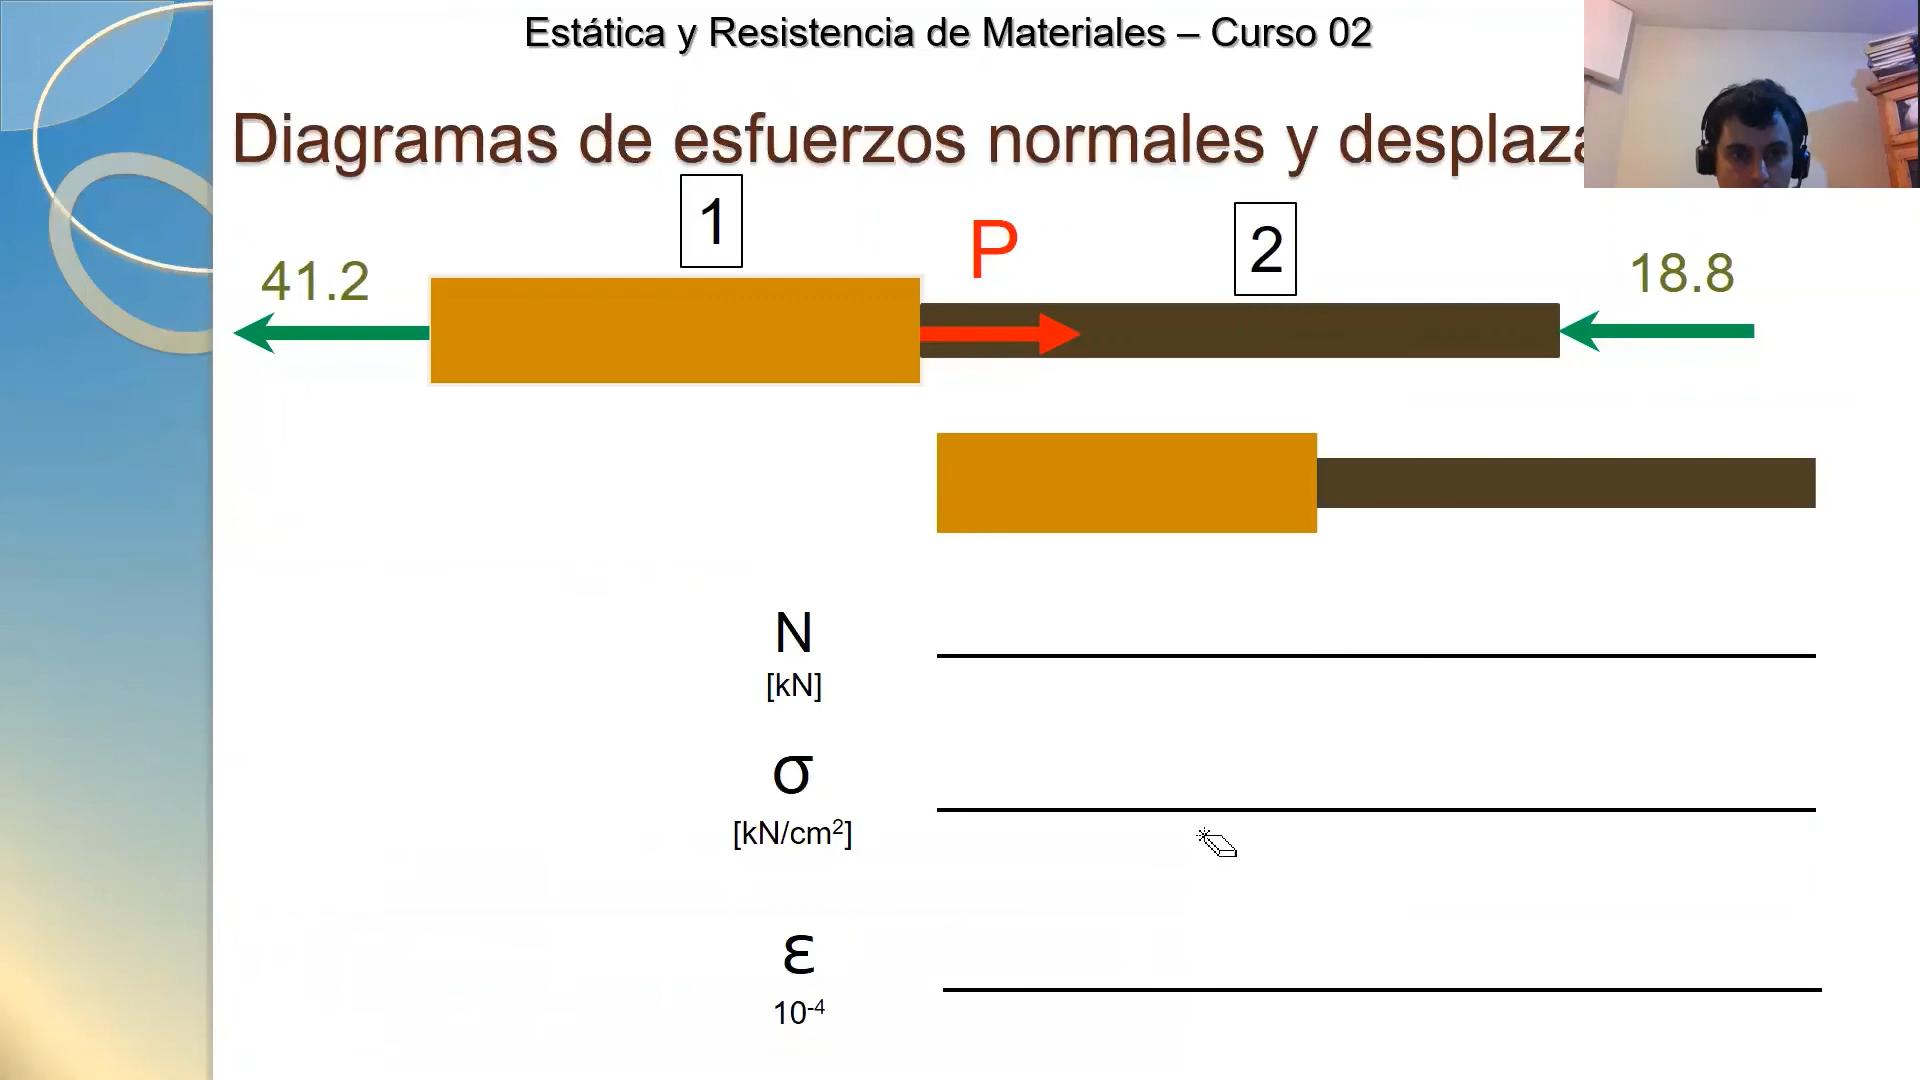 Estática y Resistencia de Materiales – Curso 02
Diagramas de esfuerzos normales y desplaza
1
P
2
41.2
18.8
N
[kN]
σ
[kN/cm²]
ε
10⁻⁴